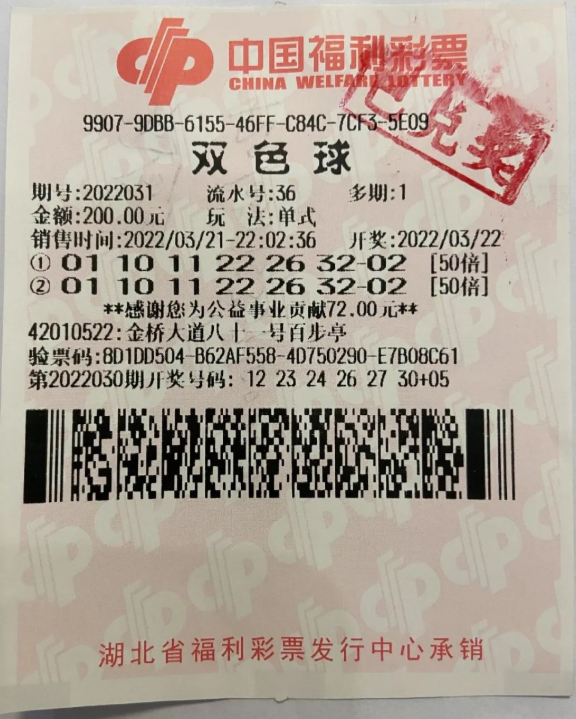 中国福利彩票
CHINA WELFARE LOTTERY
已兑奖
9907-9DBB-6155-46FF-C84C-7CF3-5E09
双色球
期号:2022031 流水号:36 多期:1
金额:200.00元 玩 法:单式
销售时间:2022/03/21-22:02:36 开奖:2022/03/22
① 01 10 11 22 26 32-02 [50倍]
② 01 10 11 22 26 32-02 [50倍]
**感谢您为公益事业贡献72.00元**
42010522:金桥大道八十一号百步亭
验票码:8D1DD504-B62AF558-4D750290-E7B08C61
第2022030期开奖号码: 12 23 24 26 27 30+05
湖北省福利彩票发行中心承销